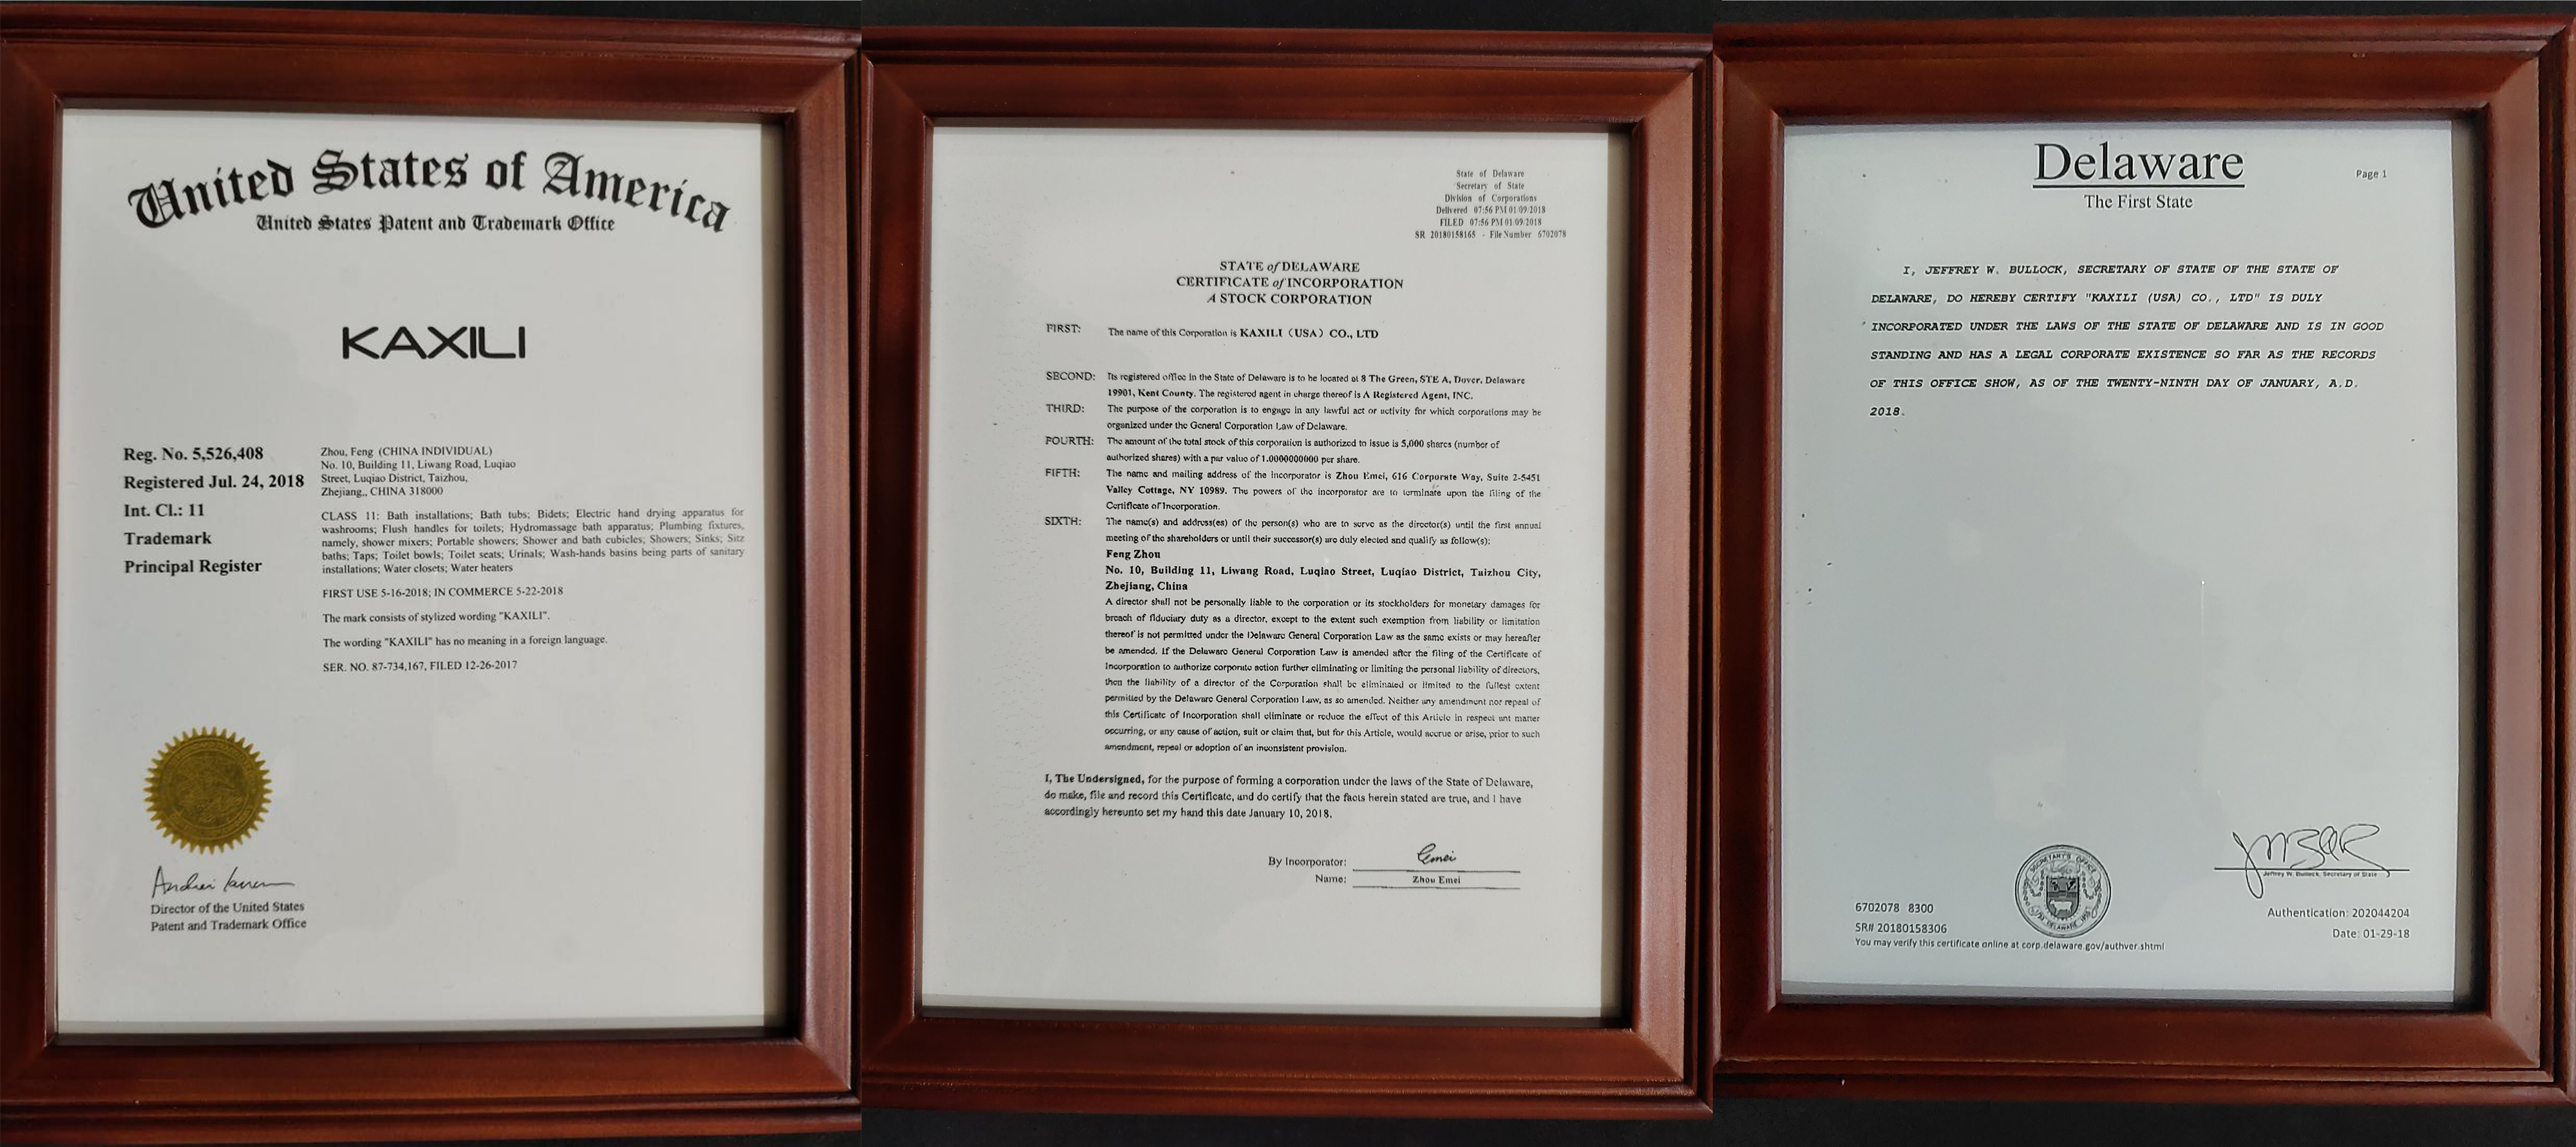 United States of America
United States Patent and Trademark Office
KAXILI
Reg. No. 5,526,408
Registered Jul. 24, 2018
Int. Cl.: 11
Trademark
Principal Register
Zhou, Feng (CHINA INDIVIDUAL)
No. 10, Building 11, Liwang Road, Luqiao
Street, Luqiao District, Taizhou,
Zhejiang,, CHINA 318000
CLASS 11: Bath installations; Bath tubs; Bidets; Electric hand drying apparatus for
washrooms; Flush handles for toilets; Hydromassage bath apparatus; Plumbing fixtures,
namely, shower mixers; Portable showers; Shower and bath cubicles; Showers; Sinks; Sitz
baths; Taps; Toilet bowls; Toilet seats; Urinals; Wash-hands basins being parts of sanitary
installations; Water closets; Water heaters
FIRST USE 5-16-2018; IN COMMERCE 5-22-2018
The mark consists of stylized wording "KAXILI".
The wording "KAXILI" has no meaning in a foreign language.
SER. NO. 87-734,167, FILED 12-26-2017
Andrei Iancu
Director of the United States
Patent and Trademark Office
State of Delaware
Secretary of State
Division of Corporations
Delivered 07:56 PM 01/09/2018
FILED 07:56 PM 01/09/2018
SR 20180158165 - File Number 6702078
STATE of DELAWARE
CERTIFICATE of INCORPORATION
A STOCK CORPORATION
FIRST: The name of this Corporation is KAXILI (USA) CO., LTD
SECOND: Its registered office in the State of Delaware is to be located at 8 The Green, STE A, Dover, Delaware
19901, Kent County. The registered agent in charge thereof is A Registered Agent, INC.
THIRD: The purpose of the corporation is to engage in any lawful act or activity for which corporations may be
organized under the General Corporation Law of Delaware.
FOURTH: The amount of the total stock of this corporation is authorized to issue is 5,000 shares (number of
authorized shares) with a par value of 1.0000000000 per share.
FIFTH: The name and mailing address of the incorporator is Zhou Emei, 616 Corporate Way, Suite 2-5451
Valley Cottage, NY 10989. The powers of the incorporator are to terminate upon the filing of the
Certificate of Incorporation.
SIXTH: The name(s) and address(es) of the person(s) who are to serve as the director(s) until the first annual
meeting of the shareholders or until their successor(s) are duly elected and qualify as follow(s):
Feng Zhou
No. 10, Building 11, Liwang Road, Luqiao Street, Luqiao District, Taizhou City,
Zhejiang, China
A director shall not be personally liable to the corporation or its stockholders for monetary damages for
breach of fiduciary duty as a director, except to the extent such exemption from liability or limitation
thereof is not permitted under the Delaware General Corporation Law as the same exists or may hereafter
be amended. If the Delaware General Corporation Law is amended after the filing of the Certificate of
Incorporation to authorize corporate action further eliminating or limiting the personal liability of directors,
then the liability of a director of the Corporation shall be eliminated or limited to the fullest extent
permitted by the Delaware General Corporation Law, as so amended. Neither any amendment nor repeal of
this Certificate of Incorporation shall eliminate or reduce the effect of this Article in respect unt matter
occurring, or any cause of action, suit or claim that, but for this Article, would accrue or arise, prior to such
amendment, repeal or adoption of an inconsistent provision.
I, The Undersigned, for the purpose of forming a corporation under the laws of the State of Delaware,
do make, file and record this Certificate, and do certify that the facts herein stated are true, and I have
accordingly hereunto set my hand this date January 10, 2018.
By Incorporator: Emei
Name: Zhou Emei
Delaware
Page 1
The First State
I, JEFFREY W. BULLOCK, SECRETARY OF STATE OF THE STATE OF
DELAWARE, DO HEREBY CERTIFY "KAXILI (USA) CO., LTD" IS DULY
INCORPORATED UNDER THE LAWS OF THE STATE OF DELAWARE AND IS IN GOOD
STANDING AND HAS A LEGAL CORPORATE EXISTENCE SO FAR AS THE RECORDS
OF THIS OFFICE SHOW, AS OF THE TWENTY-NINTH DAY OF JANUARY, A.D.
2018.
Jeffrey W. Bullock, Secretary of State
SECRETARY'S OFFICE
DELAWARE
6702078 8300
SR# 20180158306
You may verify this certificate online at corp.delaware.gov/authver.shtml
Authentication: 202044204
Date: 01-29-18